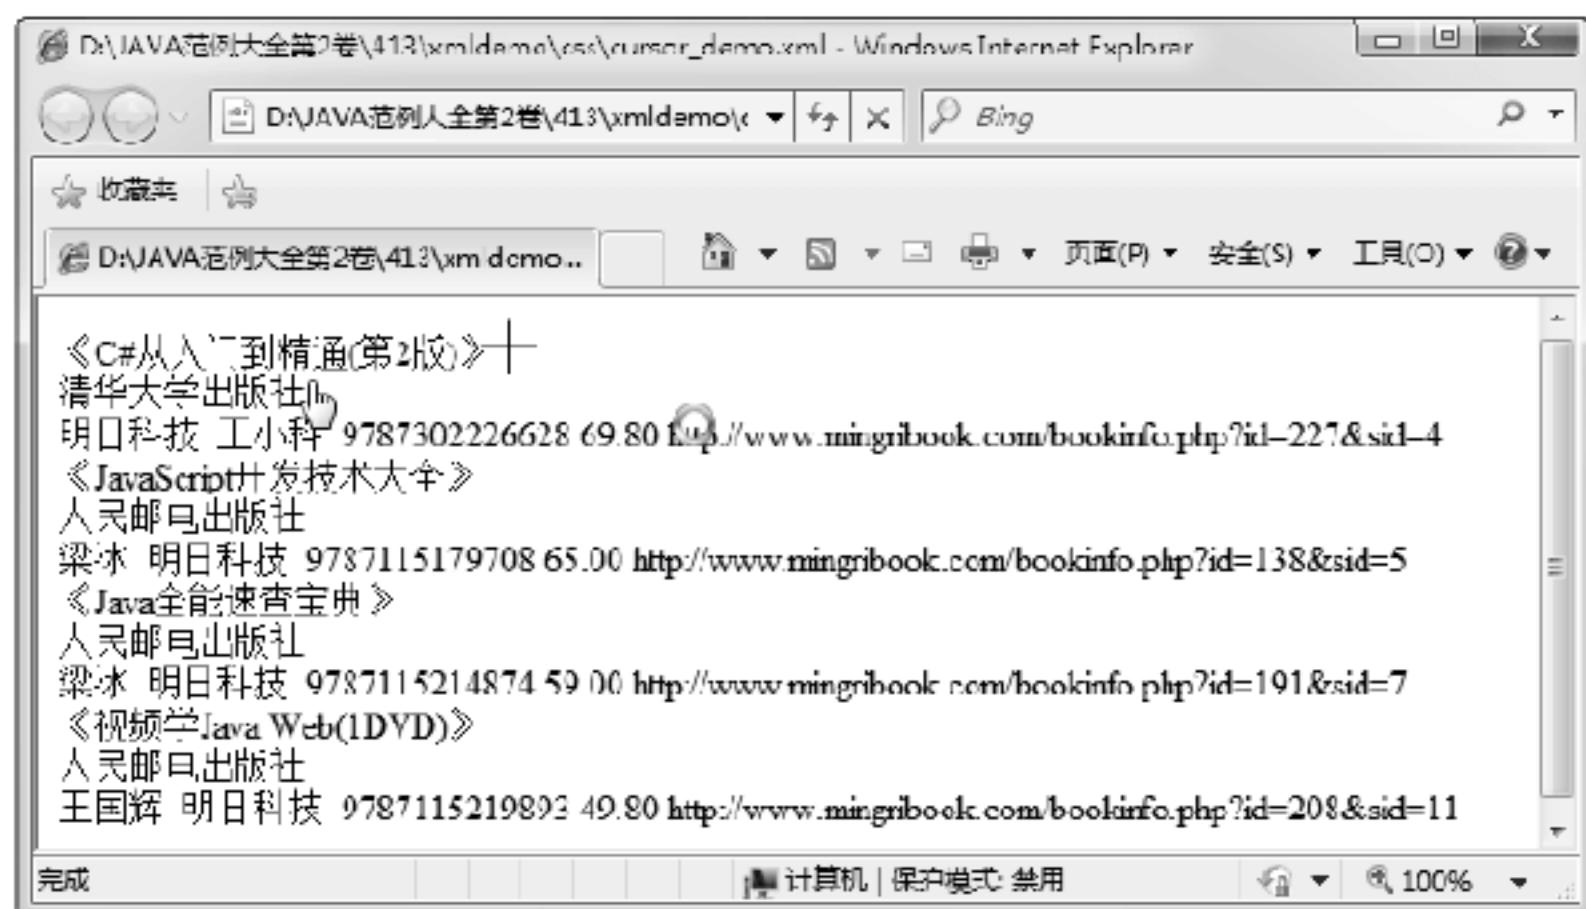 D:\JAVA范例大全第2卷\413\xmldemo\css\cursor_demo.xml - Windows Internet Explorer
D:\JAVA范例大全第2卷\413\xmldemo\c
Bing
收藏夹
D:\JAVA范例大全第2卷\413\xmldemo...
页面(P) 安全(S) 工具(O)
《C#从入门到精通(第2版)》
清华大学出版社
明日科技 王小科 9787302226628 69.80 http://www.mingribook.com/bookinfo.php?id=227&sid=4
《JavaScript开发技术大全》
人民邮电出版社
梁冰 明日科技 9787115179708 65.00 http://www.mingribook.com/bookinfo.php?id=138&sid=5
《Java全能速查宝典》
人民邮电出版社
梁冰 明日科技 9787115214874 59.00 http://www.mingribook.com/bookinfo.php?id=191&sid=7
《视频学Java Web(1DVD)》
人民邮电出版社
王国辉 明日科技 9787115219893 49.80 http://www.mingribook.com/bookinfo.php?id=208&sid=11
完成
计算机 | 保护模式: 禁用
100%